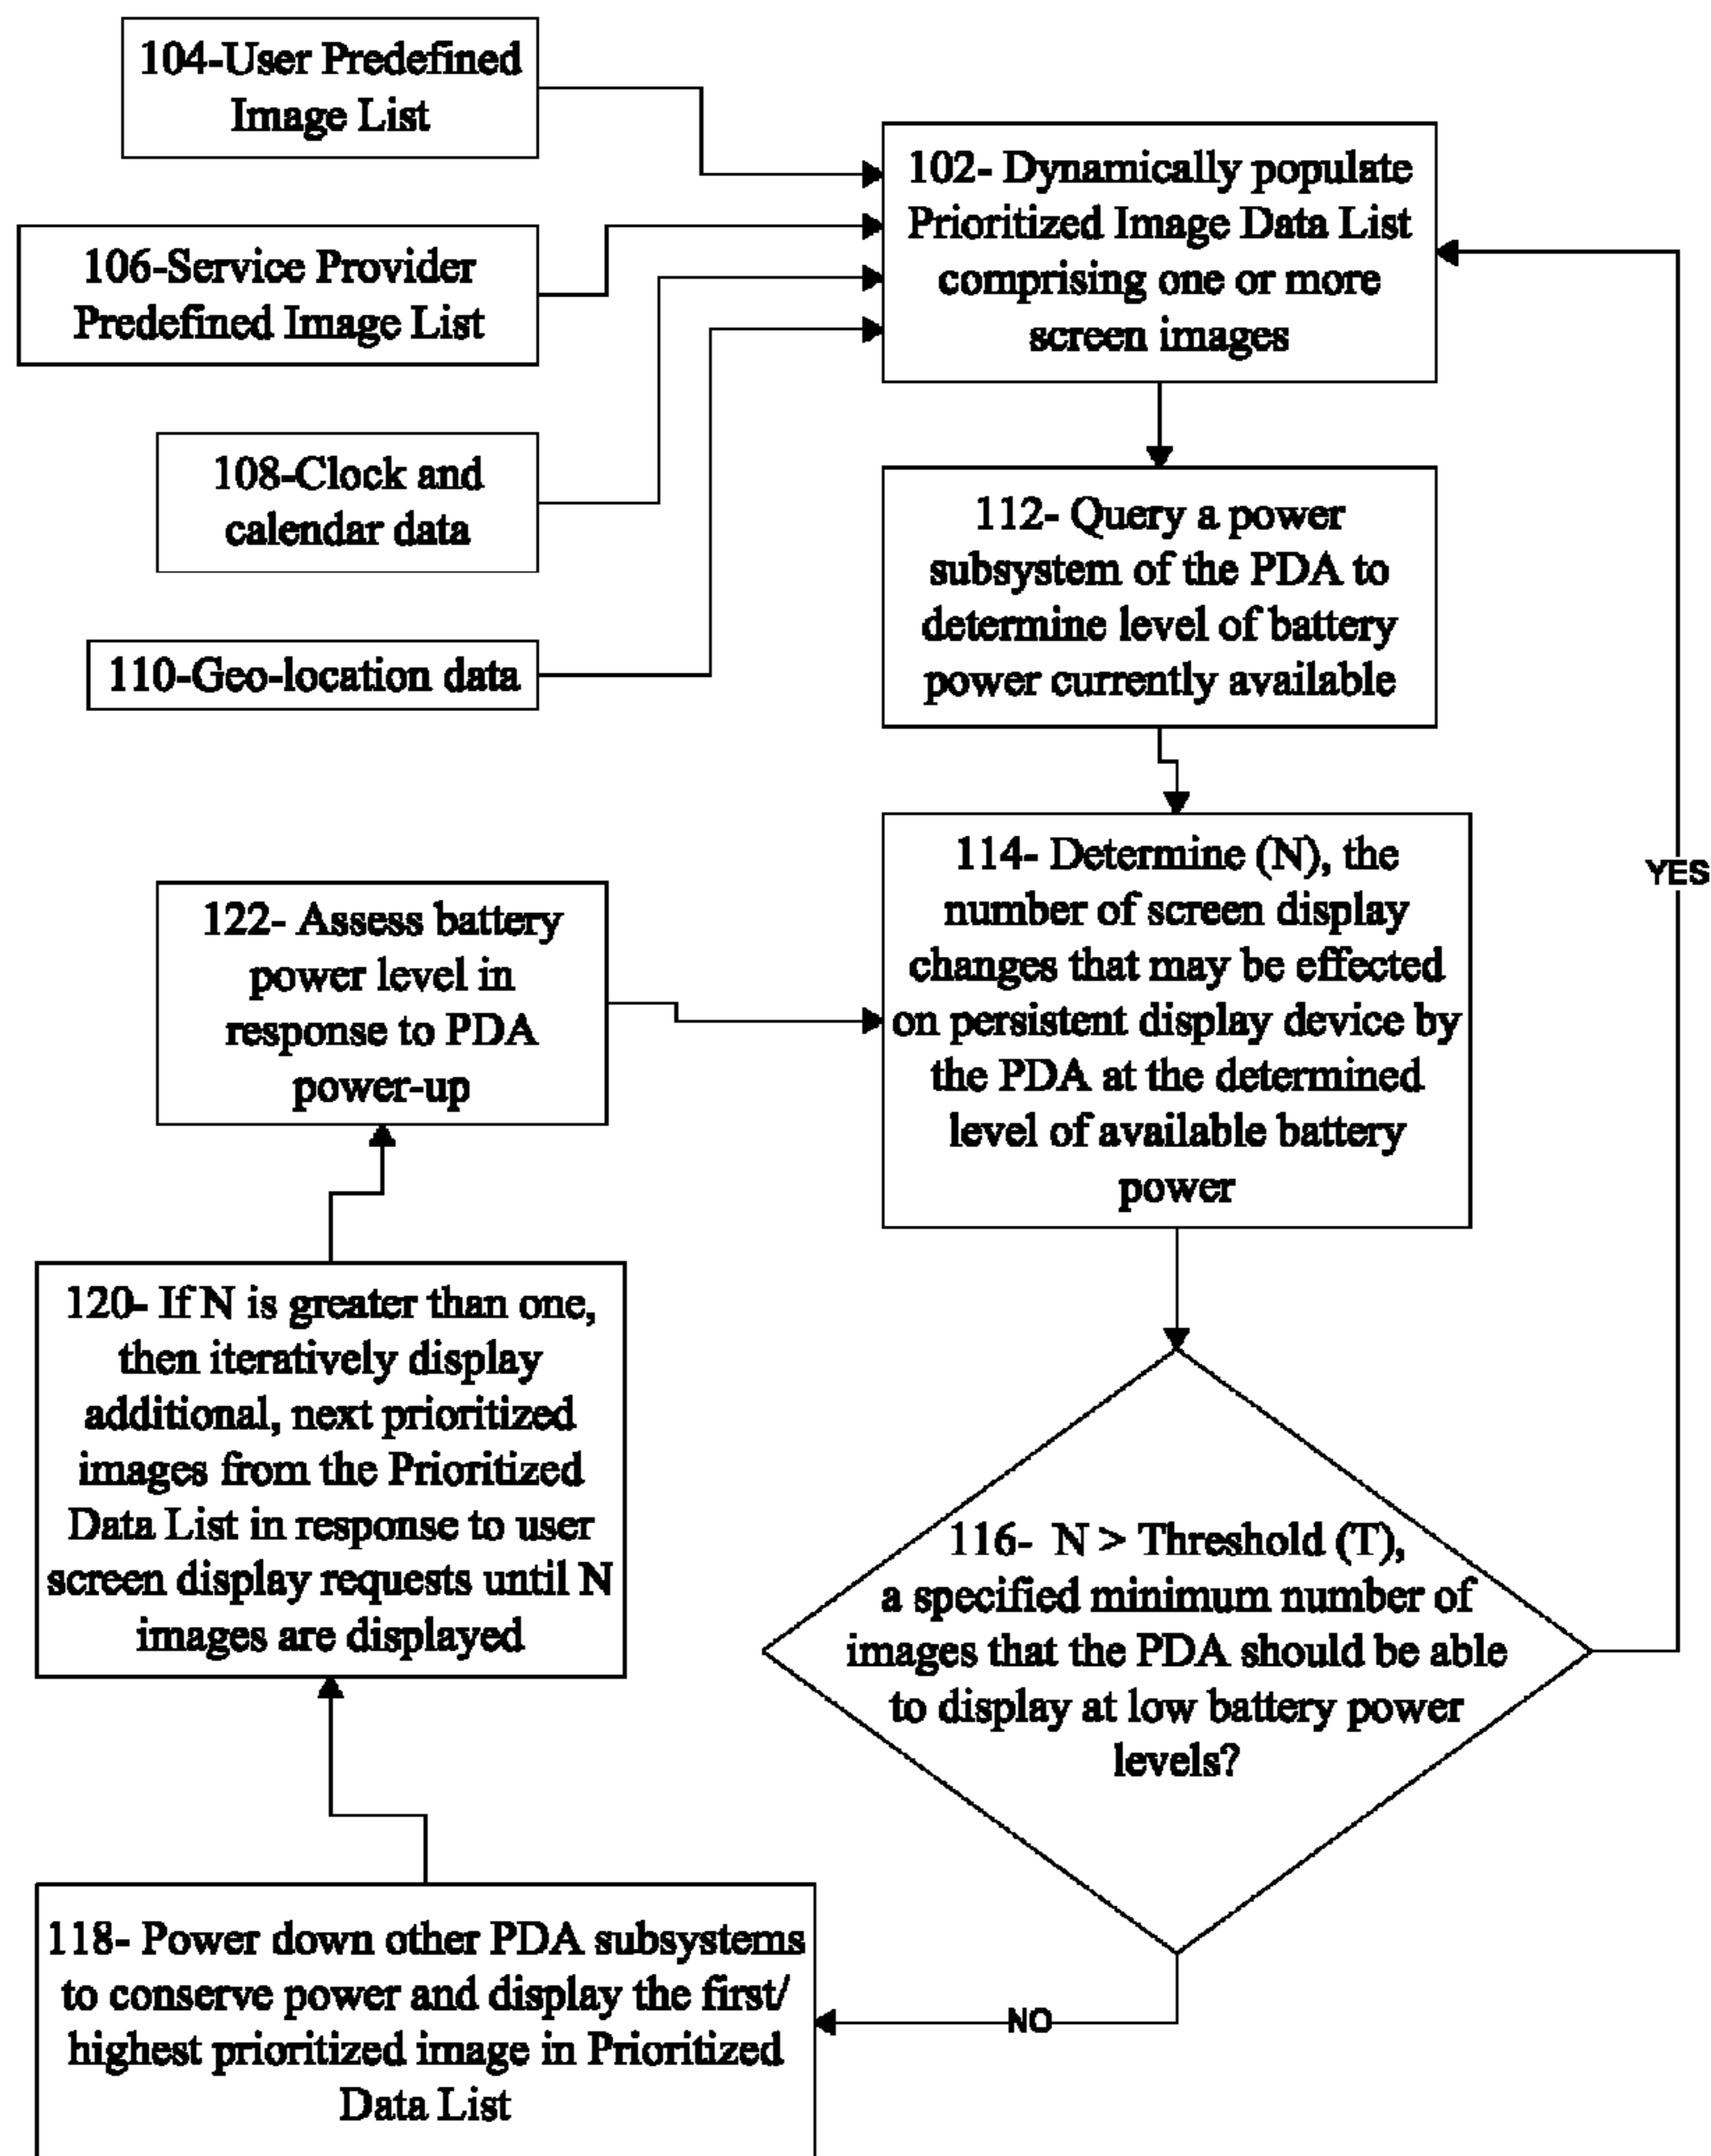 104-User Predefined
Image List
106-Service Provider
Predefined Image List
108-Clock and
calendar data
110-Geo-location data
102- Dynamically populate
Prioritized Image Data List
comprising one or more
screen images
112- Query a power
subsystem of the PDA to
determine level of battery
power currently available
114- Determine (N), the
number of screen display
changes that may be effected
on persistent display device by
the PDA at the determined
level of available battery
power
YES
116- N > Threshold (T),
a specified minimum number of
images that the PDA should be able
to display at low battery power
levels?
NO
118- Power down other PDA subsystems
to conserve power and display the first/
highest prioritized image in Prioritized
Data List
120- If N is greater than one,
then iteratively display
additional, next prioritized
images from the Prioritized
Data List in response to user
screen display requests until N
images are displayed
122- Assess battery
power level in
response to PDA
power-up